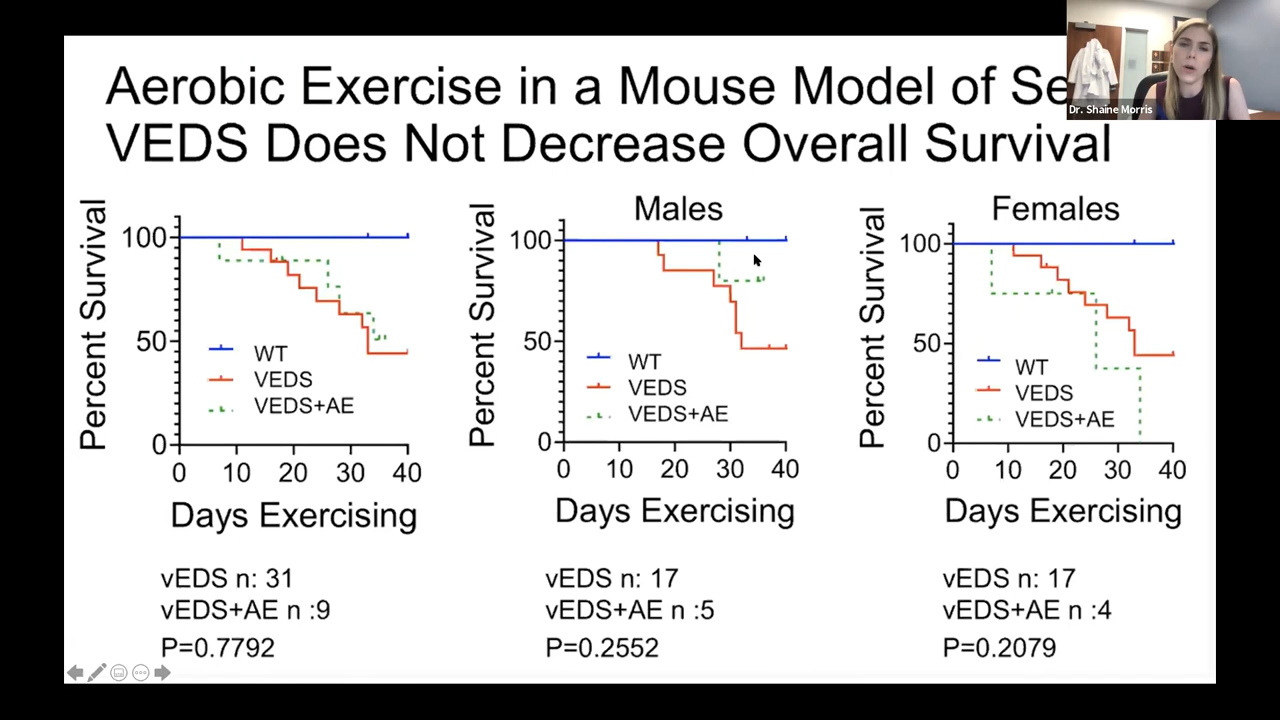 Aerobic Exercise in a Mouse Model of Se
VEDS Does Not Decrease Overall Survival
Dr. Shaine Morris
Percent Survival
100
50
0
WT
VEDS
VEDS+AE
0 10 20 30 40
Days Exercising
vEDS n: 31
vEDS+AE n :9
P=0.7792
Males
Percent Survival
100
50
0
WT
VEDS
VEDS+AE
0 10 20 30 40
Days Exercising
vEDS n: 17
vEDS+AE n :5
P=0.2552
Females
Percent Survival
100
50
0
WT
VEDS
VEDS+AE
0 10 20 30 40
Days Exercising
vEDS n: 17
vEDS+AE n :4
P=0.2079